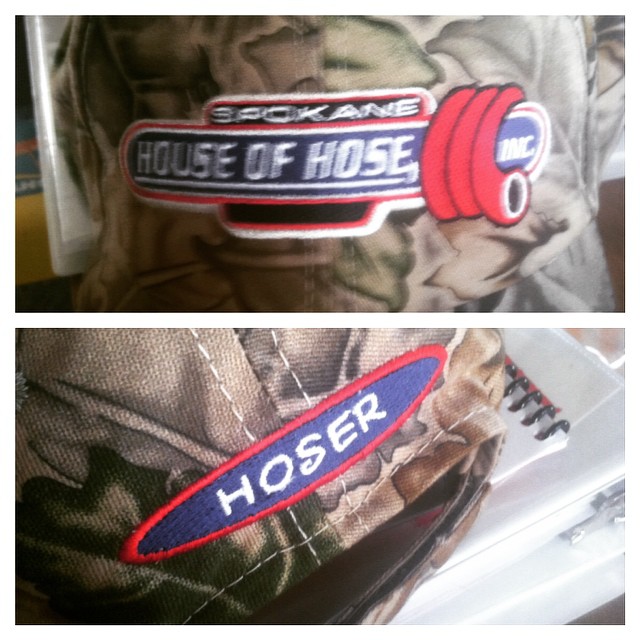 SPOKANE
HOUSE OF HOSE, INC.
HOSER